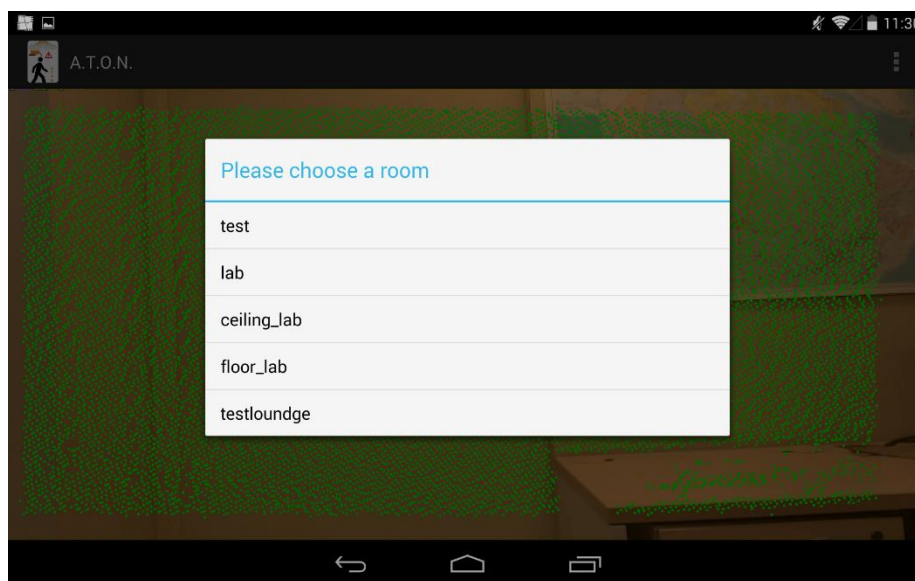 11:30
A.T.O.N.
Please choose a room
test
lab
ceiling_lab
floor_lab
testloundge